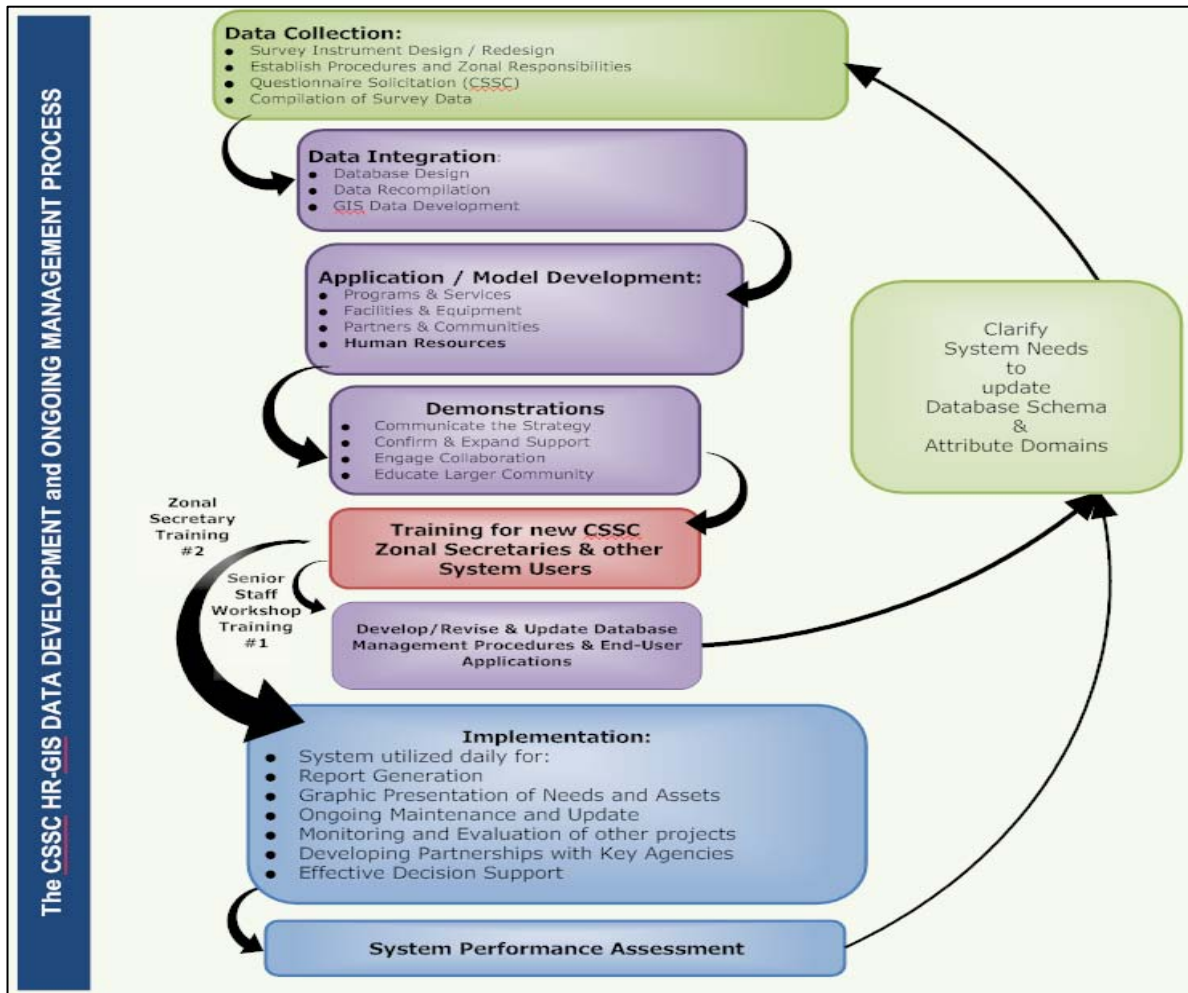 The CSSC HR-GIS DATA DEVELOPMENT and ONGOING MANAGEMENT PROCESS
Data Collection:
● Survey Instrument Design / Redesign
● Establish Procedures and Zonal Responsibilities
● Questionnaire Solicitation (CSSC)
● Compilation of Survey Data
Data Integration:
● Database Design
● Data Recompilation
● GIS Data Development
Application / Model Development:
● Programs & Services
● Facilities & Equipment
● Partners & Communities
● Human Resources
Demonstrations
● Communicate the Strategy
● Confirm & Expand Support
● Engage Collaboration
● Educate Larger Community
Zonal
Secretary
Training
#2
Senior
Staff
Workshop
Training
#1
Training for new CSSC
Zonal Secretaries & other
System Users
Develop/Revise & Update Database
Management Procedures & End-User
Applications
Implementation:
● System utilized daily for:
● Report Generation
● Graphic Presentation of Needs and Assets
● Ongoing Maintenance and Update
● Monitoring and Evaluation of other projects
● Developing Partnerships with Key Agencies
● Effective Decision Support
System Performance Assessment
Clarify
System Needs
to
update
Database Schema
&
Attribute Domains